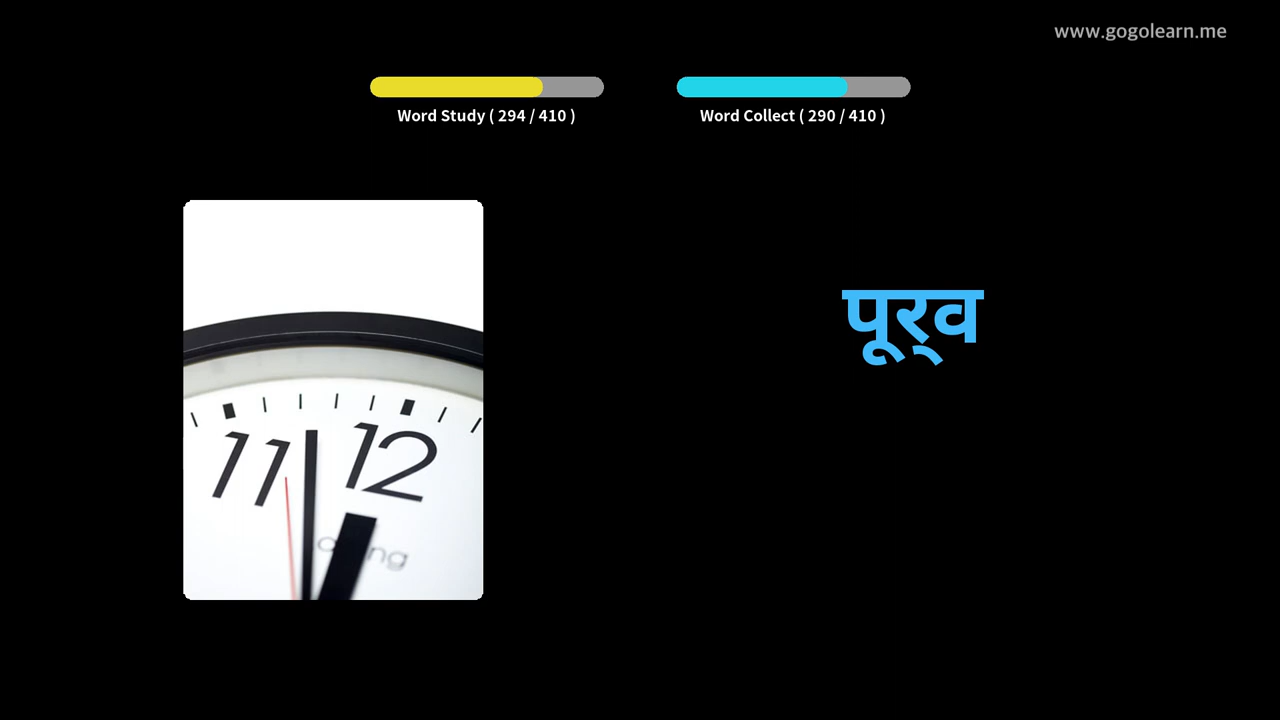 www.gogolearn.me
Word Study ( 294 / 410 )
Word Collect ( 290 / 410 )
पूर्व
11 12